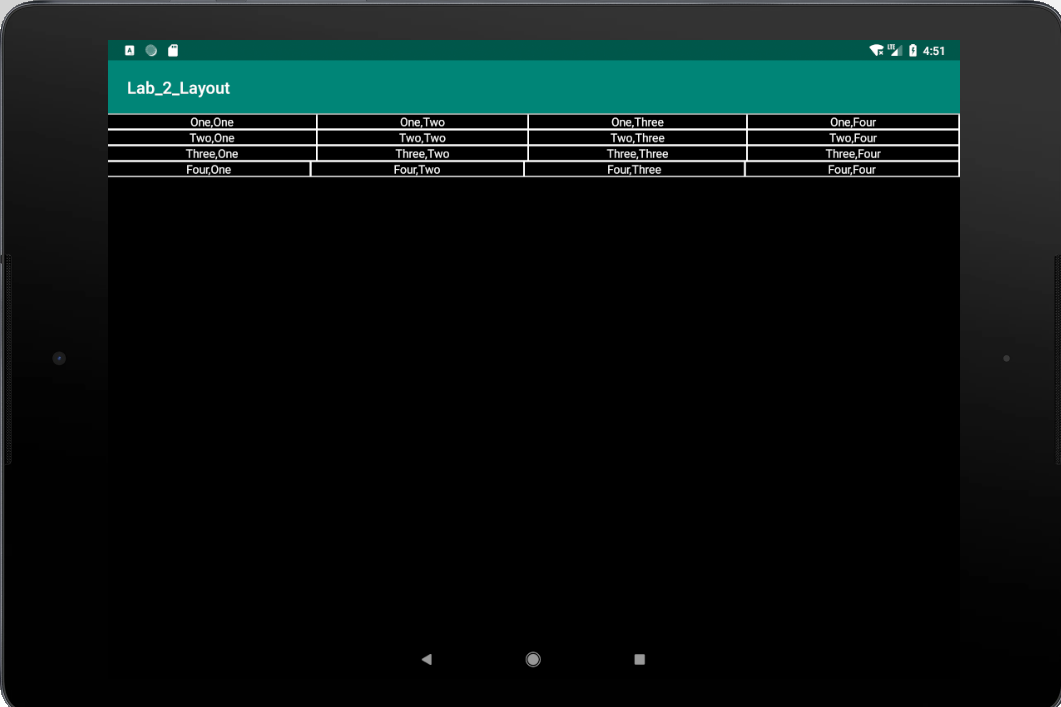 A LTE 4:51
Lab_2_Layout
One,One One,Two One,Three One,Four
Two,One Two,Two Two,Three Two,Four
Three,One Three,Two Three,Three Three,Four
Four,One Four,Two Four,Three Four,Four